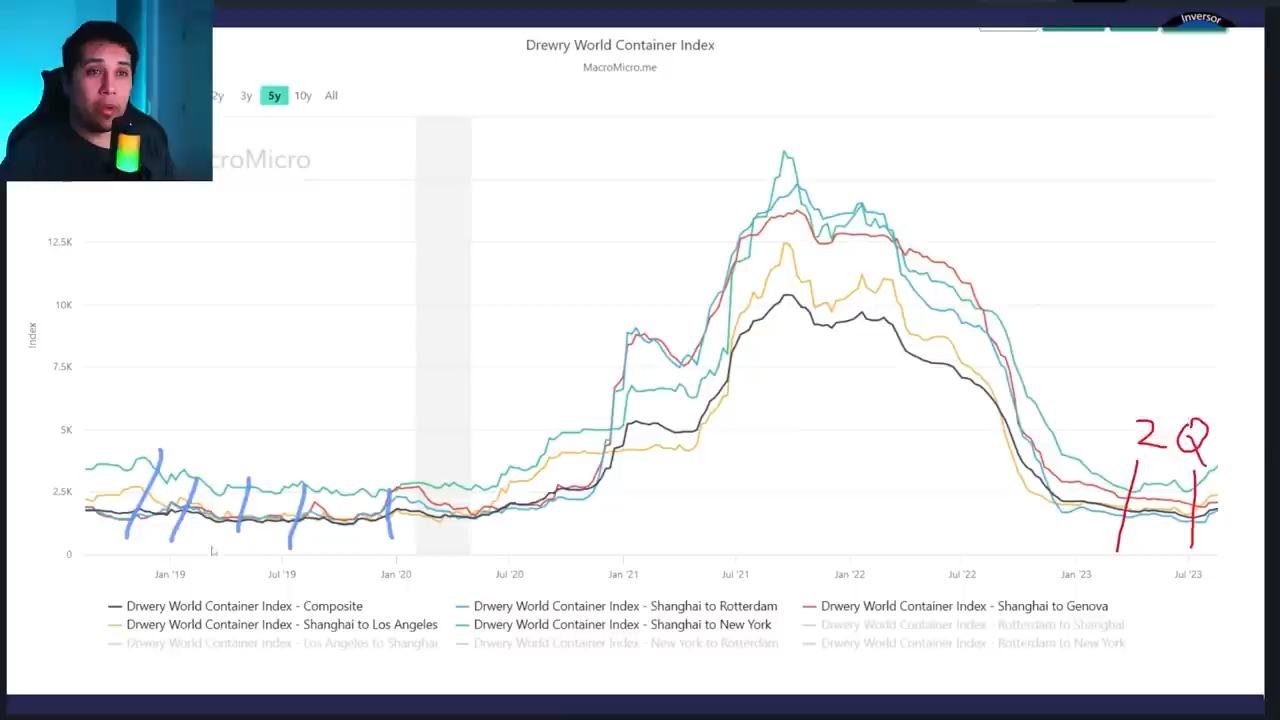 Inversor
Drewry World Container Index
MacroMicro.me
2y 3y 5y 10y All
croMicro
12.5K
10K
7.5K
5K
2.5K
0
Index
2Q
Jan '19 Jul '19 Jan '20 Jul '20 Jan '21 Jul '21 Jan '22 Jul '22 Jan '23 Jul '23
Drwery World Container Index - Composite Drwery World Container Index - Shanghai to Rotterdam Drwery World Container Index - Shanghai to Genova
Drwery World Container Index - Shanghai to Los Angeles Drwery World Container Index - Shanghai to New York Drwery World Container Index - Rotterdam to Shanghai
Drwery World Container Index - Los Angeles to Shanghai Drwery World Container Index - New York to Rotterdam Drwery World Container Index - Rotterdam to New York